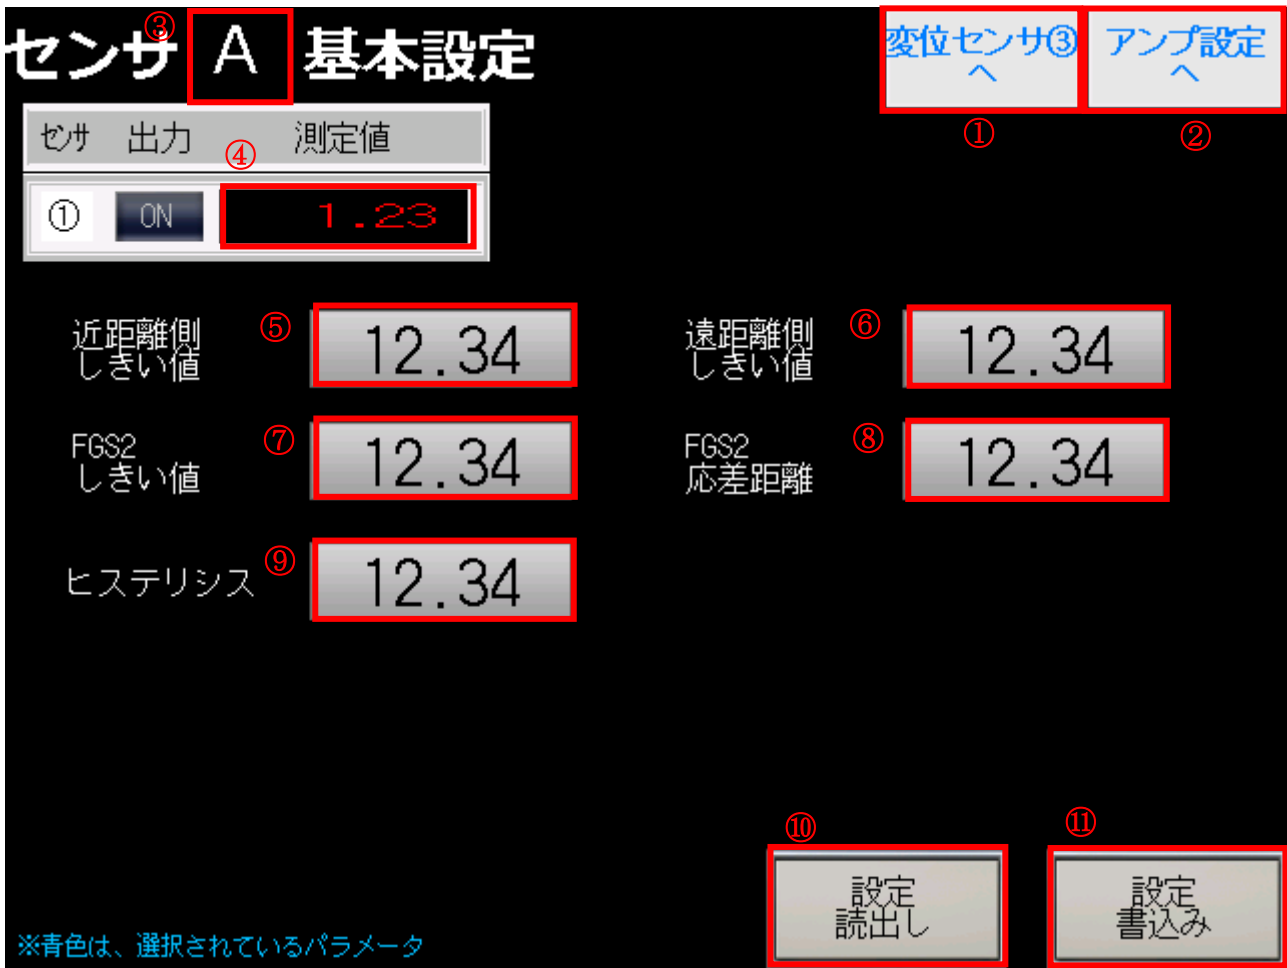 ③
センサ A 基本設定
変位センサ③
へ
アンプ設定
へ
①
②
センサ 出力 測定値
④
① ON 1.23
近距離側
しきい値
⑤
12.34
遠距離側
しきい値
⑥
12.34
FGS2
しきい値
⑦
12.34
FGS2
応差距離
⑧
12.34
ヒステリシス
⑨
12.34
⑩
設定
読出し
⑪
設定
書込み
※青色は、選択されているパラメータ